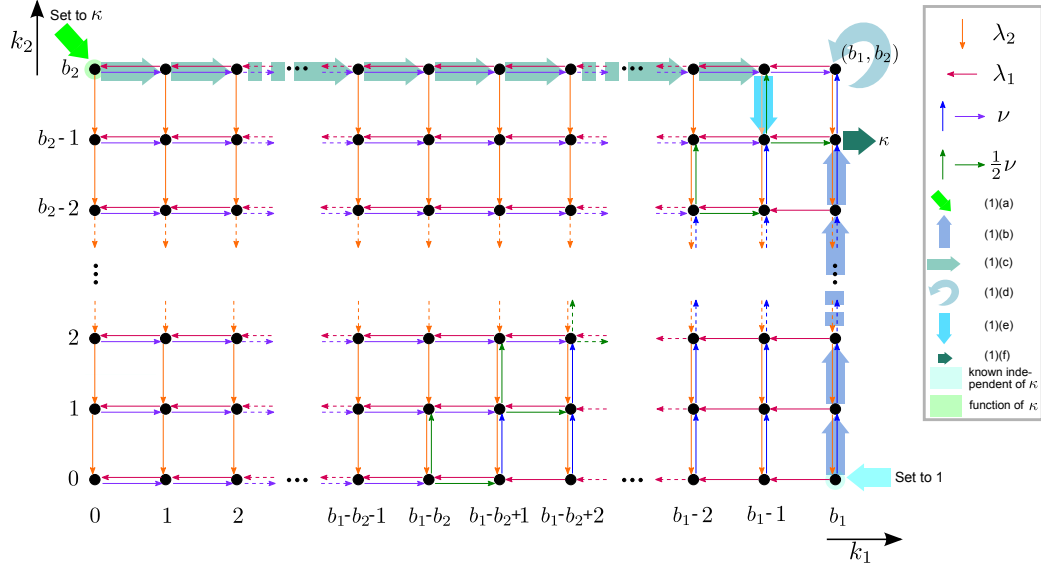 Set to κ
k₂
(b₁, b₂)
b₂
b₂-1
κ
b₂-2
2
1
0
Set to 1
0 1 2 b₁-b₂-1 b₁-b₂ b₁-b₂+1 b₁-b₂+2 b₁-2 b₁-1 b₁
k₁
λ₂
λ₁
ν
½ν
(1)(a)
(1)(b)
(1)(c)
(1)(d)
(1)(e)
(1)(f)
known inde-
pendent of κ
function of κ